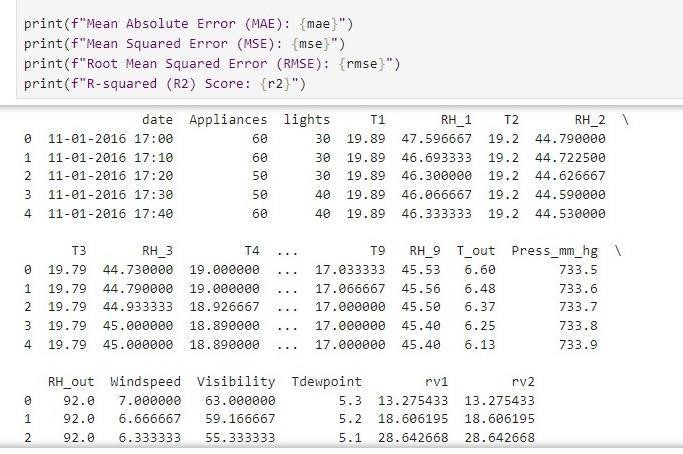 print(f"Mean Absolute Error (MAE): {mae}")
print(f"Mean Squared Error (MSE): {mse}")
print(f"Root Mean Squared Error (RMSE): {rmse}")
print(f"R-squared (R2) Score: {r2}")
date Appliances lights T1 RH_1 T2 RH_2 \
0 11-01-2016 17:00 60 30 19.89 47.596667 19.2 44.790000
1 11-01-2016 17:10 60 30 19.89 46.693333 19.2 44.722500
2 11-01-2016 17:20 50 30 19.89 46.300000 19.2 44.626667
3 11-01-2016 17:30 50 40 19.89 46.066667 19.2 44.590000
4 11-01-2016 17:40 60 40 19.89 46.333333 19.2 44.530000
T3 RH_3 T4 ... T9 RH_9 T_out Press_mm_hg \
0 19.79 44.730000 19.000000 ... 17.033333 45.53 6.60 733.5
1 19.79 44.790000 19.000000 ... 17.066667 45.56 6.48 733.6
2 19.79 44.933333 18.926667 ... 17.000000 45.50 6.37 733.7
3 19.79 45.000000 18.890000 ... 17.000000 45.40 6.25 733.8
4 19.79 45.000000 18.890000 ... 17.000000 45.40 6.13 733.9
RH_out Windspeed Visibility Tdewpoint rv1 rv2
0 92.0 7.000000 63.000000 5.3 13.275433 13.275433
1 92.0 6.666667 59.166667 5.2 18.606195 18.606195
2 92.0 6.333333 55.333333 5.1 28.642668 28.642668